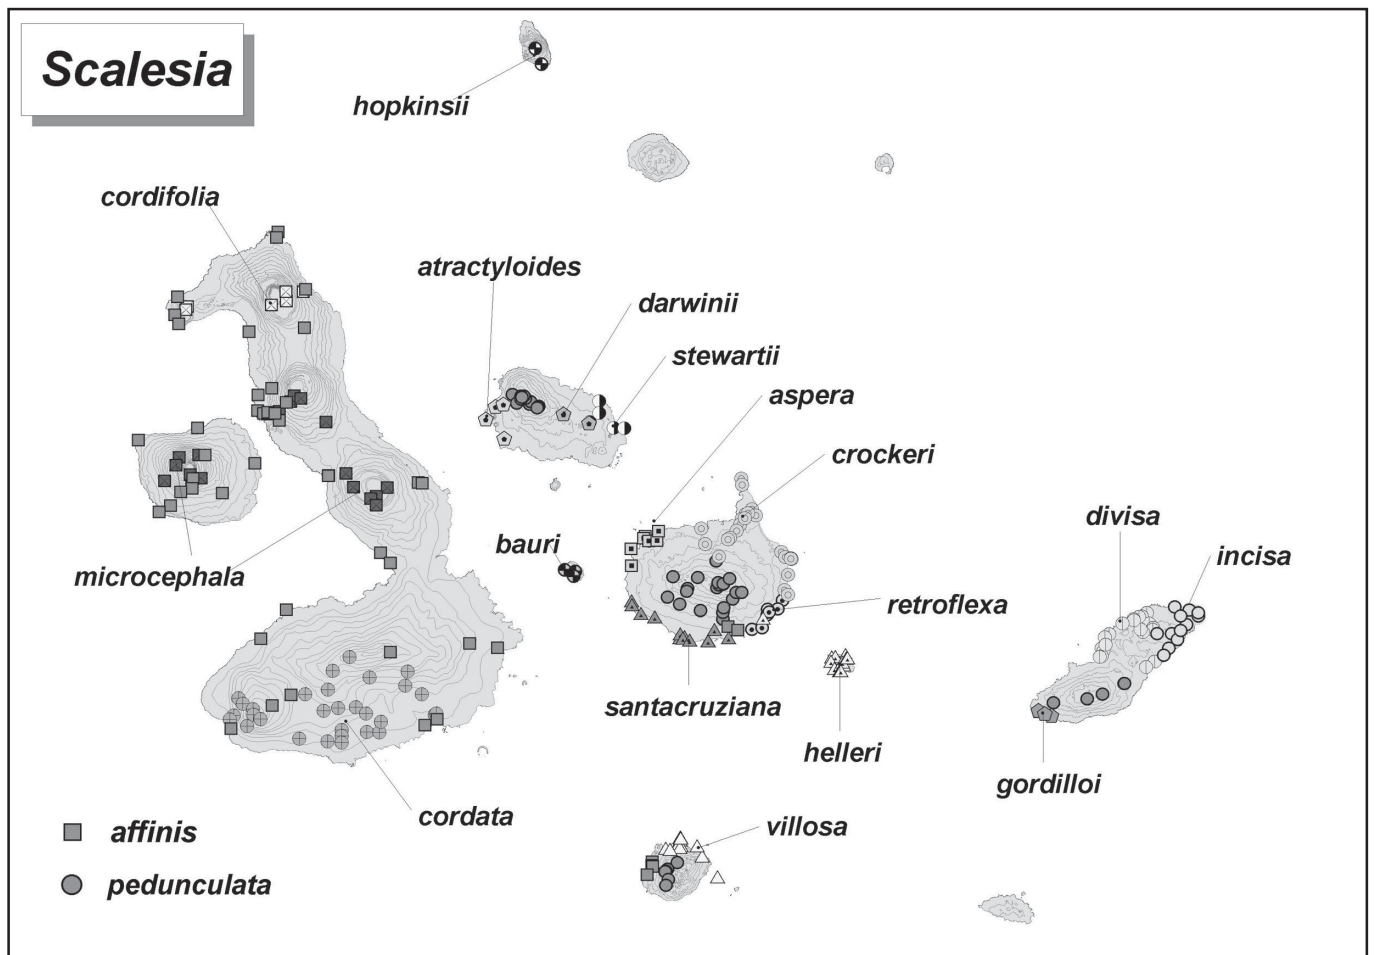 Scalesia
hopkinsii
cordifolia
atractyloides
darwinii
stewartii
aspera
crockeri
divisa
bauri
incisa
microcephala
retroflexa
santacruziana
helleri
gordilloi
cordata
villosa
affinis
pedunculata